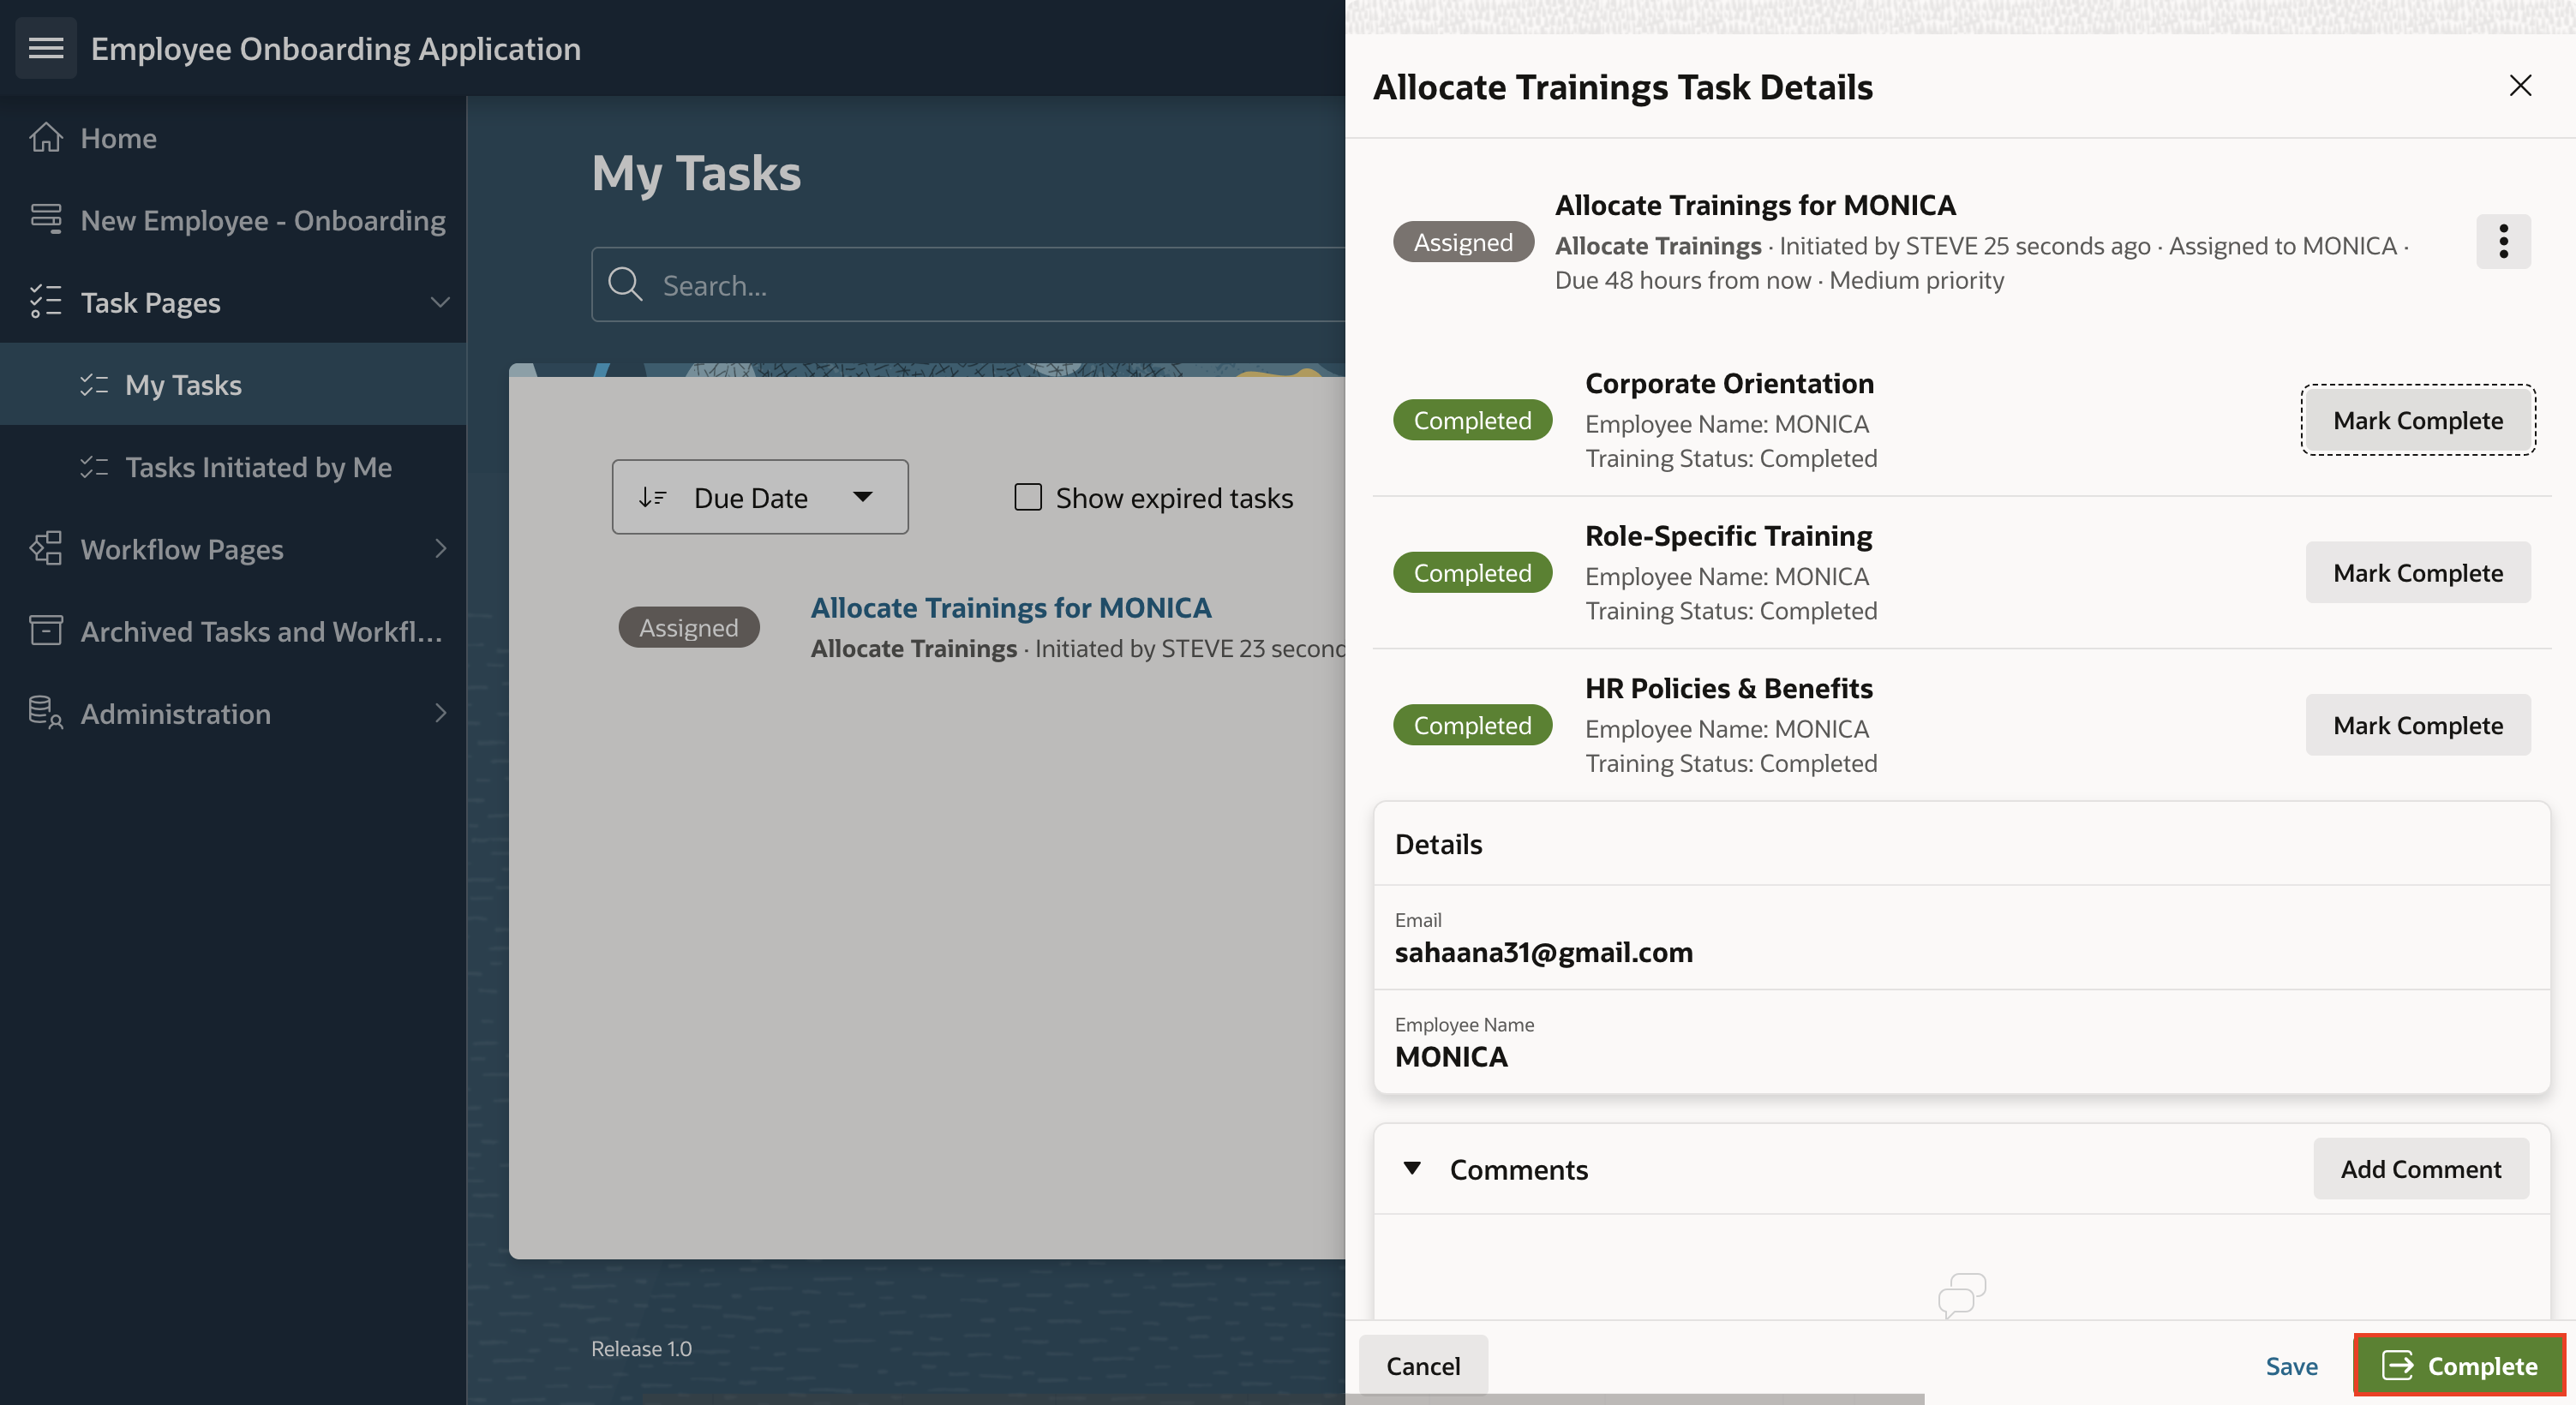 Employee Onboarding Application
Home
New Employee - Onboarding
Task Pages
My Tasks
Tasks Initiated by Me
Workflow Pages
Archived Tasks and Workfl...
Administration
My Tasks
Search...
Due Date
Show expired tasks
Assigned
Allocate Trainings for MONICA
Allocate Trainings · Initiated by STEVE 23 second
Release 1.0
Allocate Trainings Task Details
Assigned
Allocate Trainings for MONICA
Allocate Trainings · Initiated by STEVE 25 seconds ago · Assigned to MONICA ·
Due 48 hours from now · Medium priority
Completed
Corporate Orientation
Employee Name: MONICA
Training Status: Completed
Mark Complete
Completed
Role-Specific Training
Employee Name: MONICA
Training Status: Completed
Mark Complete
Completed
HR Policies & Benefits
Employee Name: MONICA
Training Status: Completed
Mark Complete
Details
Email
sahaana31@gmail.com
Employee Name
MONICA
Comments
Add Comment
Cancel
Save
Complete